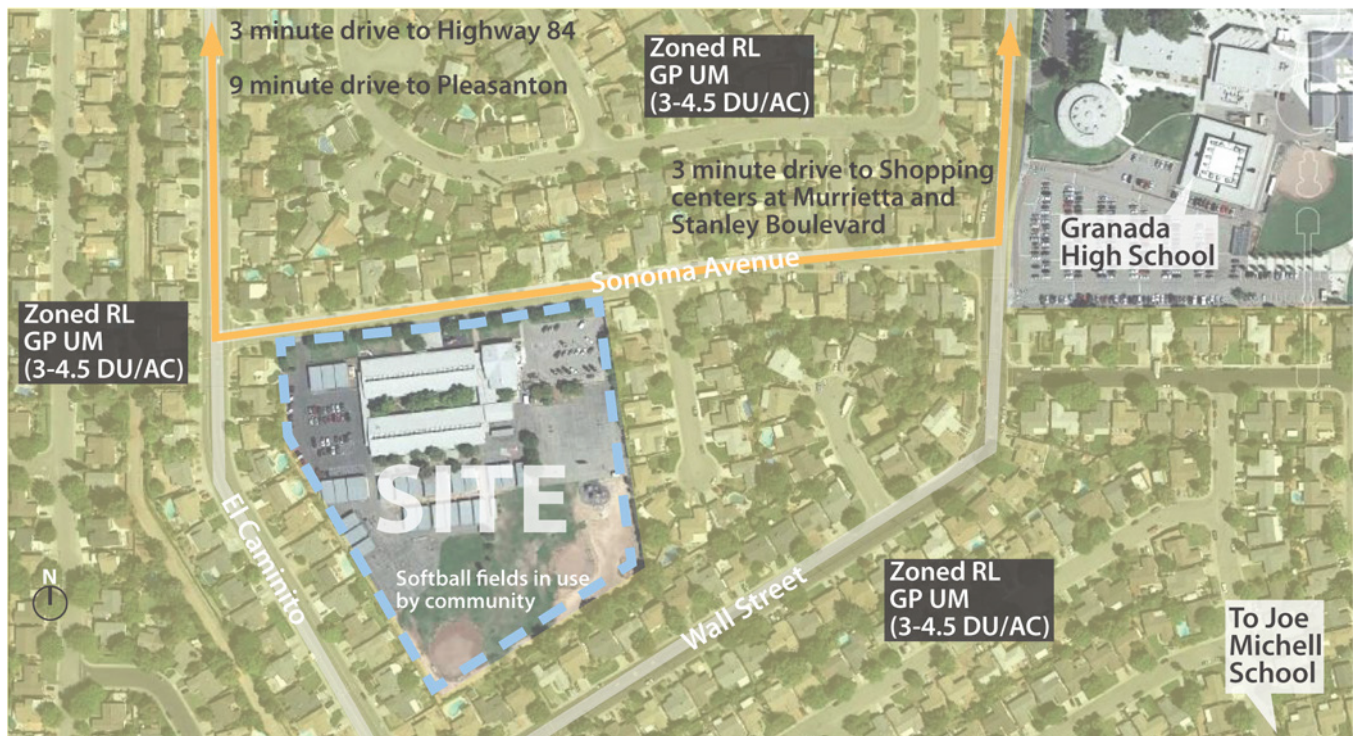 3 minute drive to Highway 84
9 minute drive to Pleasanton
Zoned RL
GP UM
(3-4.5 DU/AC)
3 minute drive to Shopping
centers at Murrietta and
Stanley Boulevard
Granada
High School
Sonoma Avenue
Zoned RL
GP UM
(3-4.5 DU/AC)
SITE
El Caminito
Softball fields in use
by community
N
Wall Street
Zoned RL
GP UM
(3-4.5 DU/AC)
To Joe
Michell
School